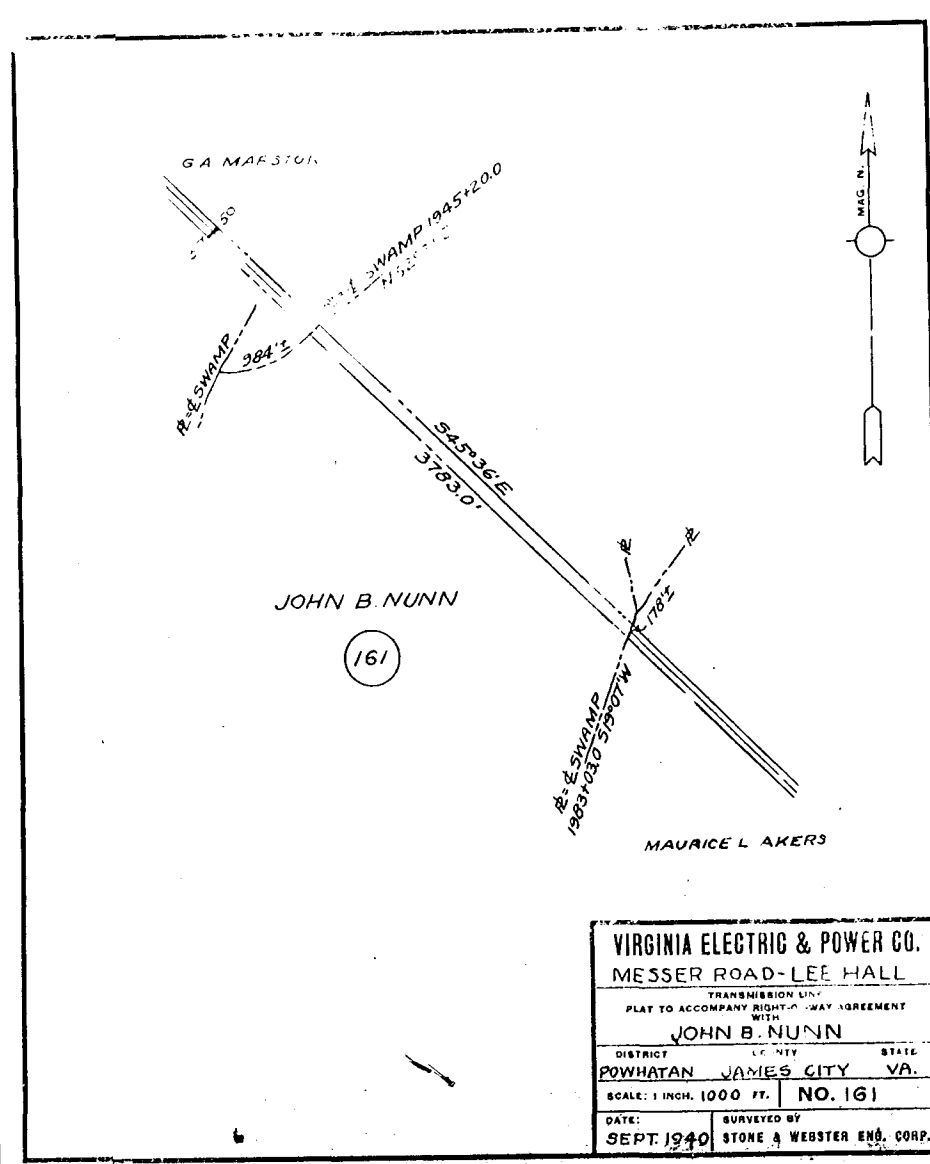 G A MARSTON
50
SWAMP 1945+20.0
MAG. N.
℄ SWAMP
984'±
S45°36'E
3783.0'
178'±
JOHN B. NUNN
161
℄ SWAMP
1983+03.0 S19°07'W
MAURICE L AKERS
VIRGINIA ELECTRIC & POWER CO.
MESSER ROAD-LEE HALL
TRANSMISSION LINE
PLAT TO ACCOMPANY RIGHT-OF-WAY AGREEMENT
WITH
JOHN B. NUNN
DISTRICT COUNTY STATE
POWHATAN JAMES CITY VA.
SCALE: 1 INCH. 1000 FT. NO. 161
DATE: SURVEYED BY
SEPT. 1940 STONE & WEBSTER ENG. CORP.